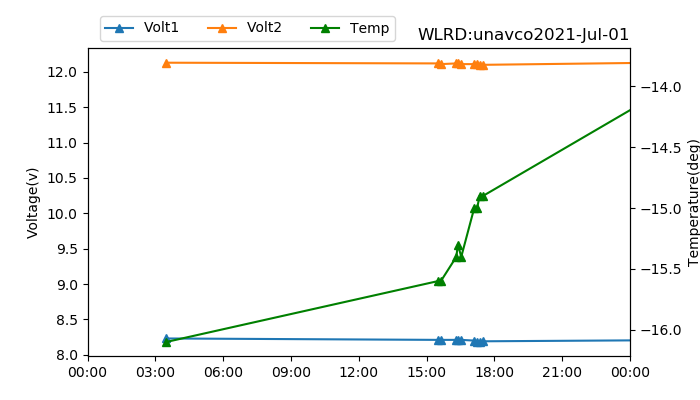 Volt1 Volt2 Temp
WLRD:unavco2021-Jul-01
12.0
11.5
11.0
10.5
10.0
9.5
9.0
8.5
8.0
Voltage(v)
−14.0
−14.5
−15.0
−15.5
−16.0
Temperature(deg)
00:00 03:00 06:00 09:00 12:00 15:00 18:00 21:00 00:00